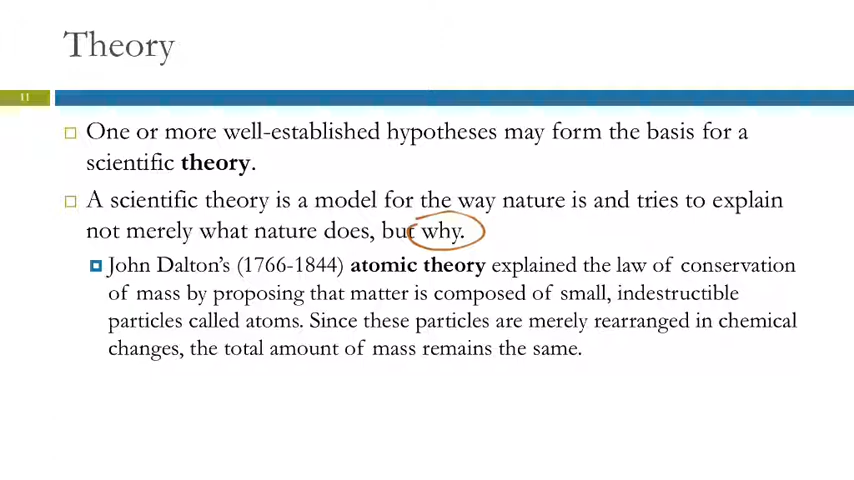 Theory
11
One or more well-established hypotheses may form the basis for a
scientific theory.
A scientific theory is a model for the way nature is and tries to explain
not merely what nature does, but why.
John Dalton's (1766-1844) atomic theory explained the law of conservation
of mass by proposing that matter is composed of small, indestructible
particles called atoms. Since these particles are merely rearranged in chemical
changes, the total amount of mass remains the same.